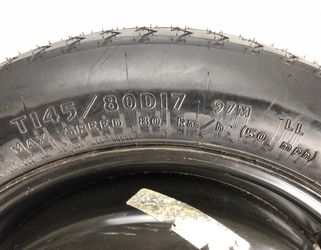 T145/80D17 97M LL
MAX. SPEED 80 km/h (50 mph)